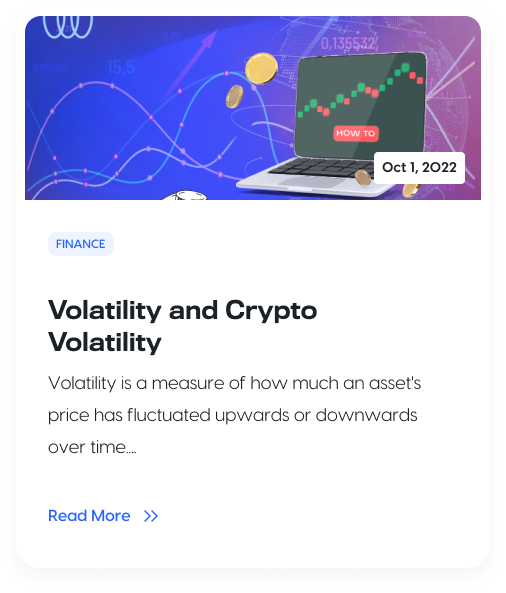 0,135532
15,5
HOW TO
Oct 1, 2022
FINANCE
Volatility and Crypto
Volatility
Volatility is a measure of how much an asset's
price has fluctuated upwards or downwards
over time....
Read More